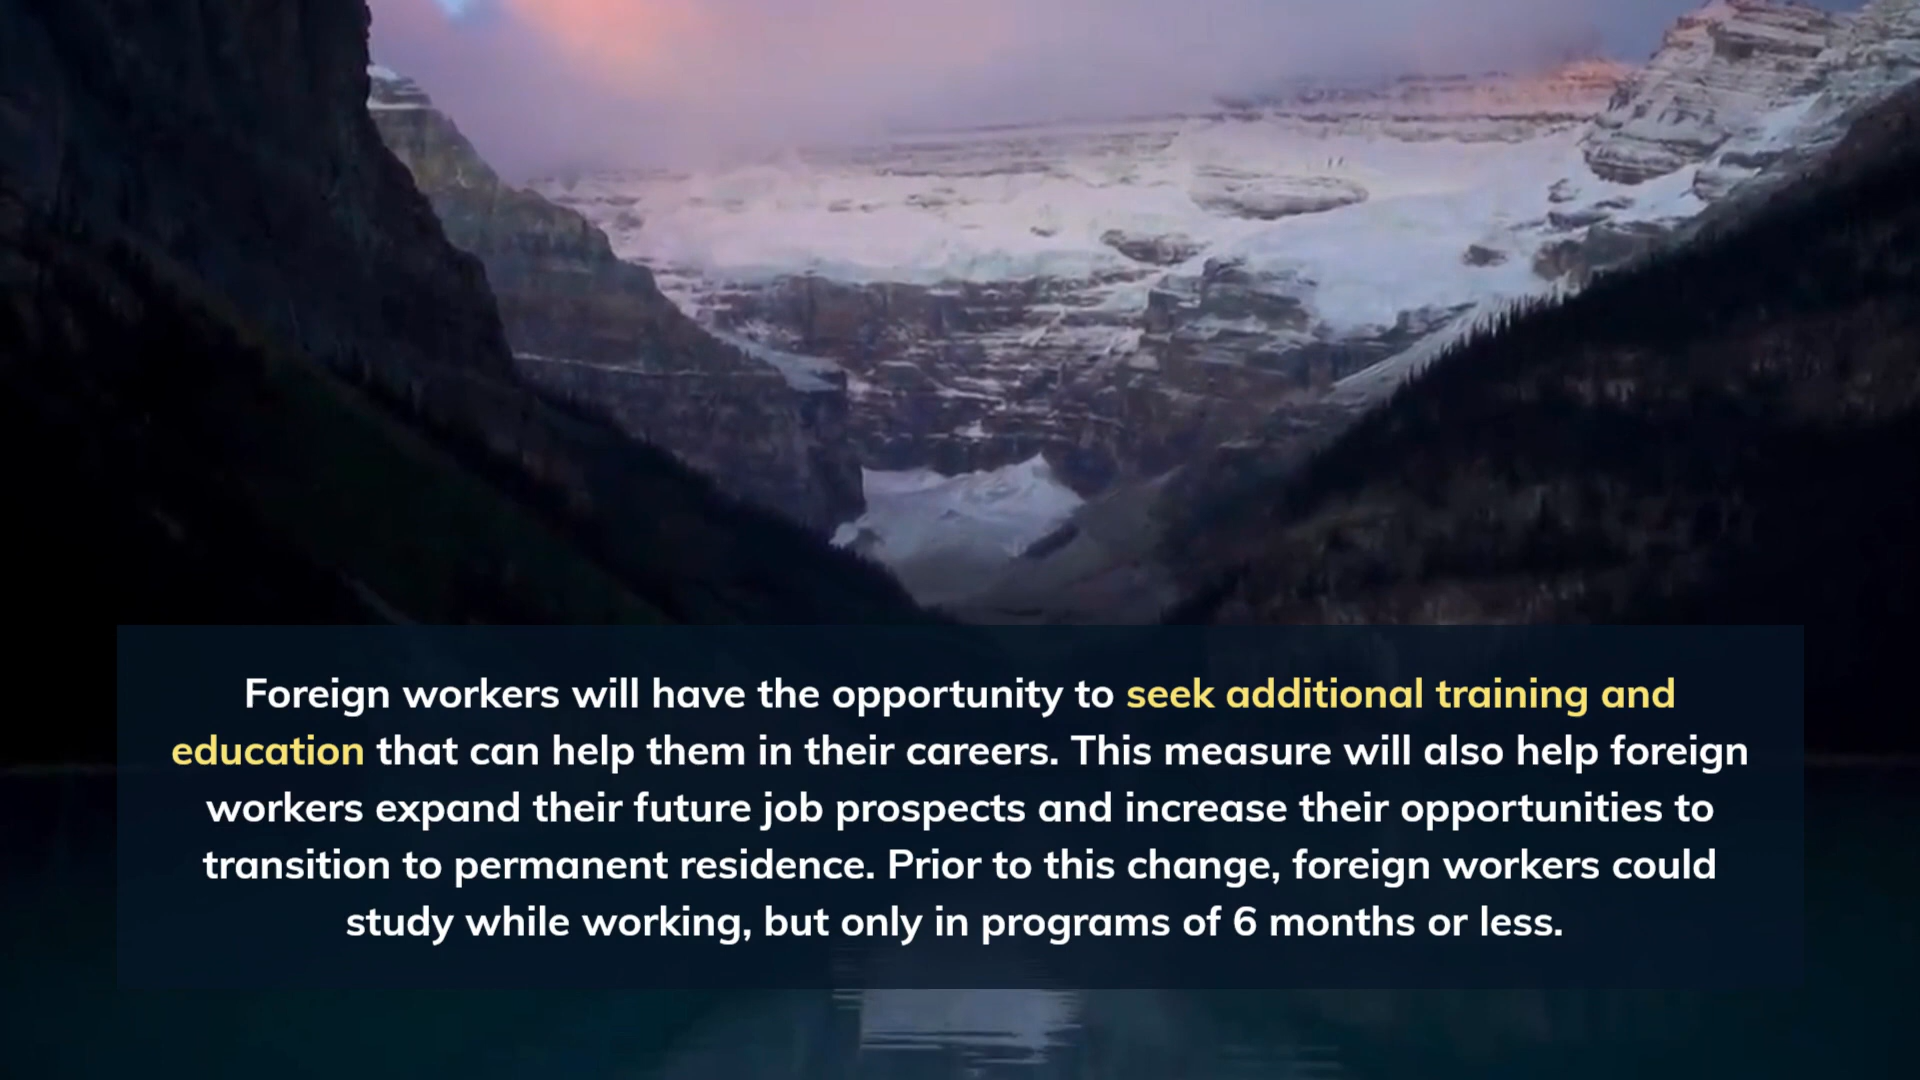 Foreign workers will have the opportunity to seek additional training and
education that can help them in their careers. This measure will also help foreign
workers expand their future job prospects and increase their opportunities to
transition to permanent residence. Prior to this change, foreign workers could
study while working, but only in programs of 6 months or less.